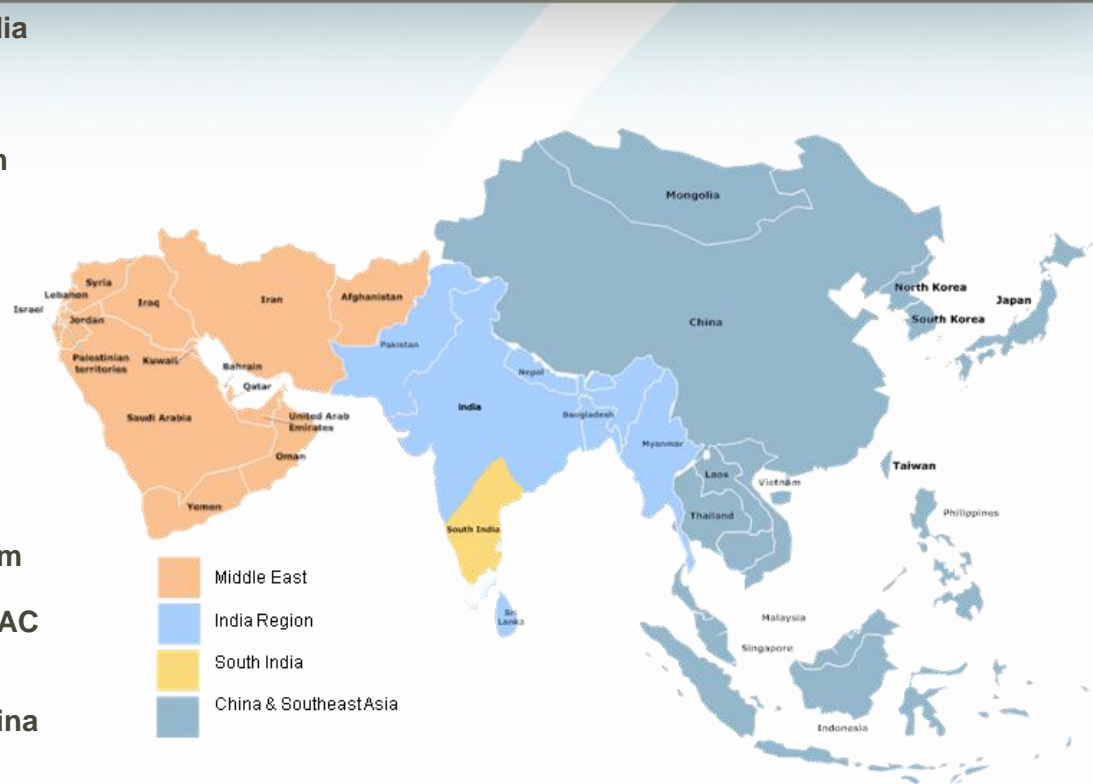 dia
n
m
AC
ina
Mongolia
China
North Korea
South Korea
Japan
Taiwan
Syria
Lebanon
Israel
Iraq
Iran
Afghanistan
Jordan
Palestinian
territories
Kuwait
Bahrain
Qatar
Saudi Arabia
United Arab
Emirates
Oman
Yemen
Pakistan
Nepal
India
Bangladesh
Myanmar
South India
Sri
Lanka
Laos
Vietnam
Thailand
Philippines
Malaysia
Singapore
Indonesia
Middle East
India Region
South India
China & Southeast Asia